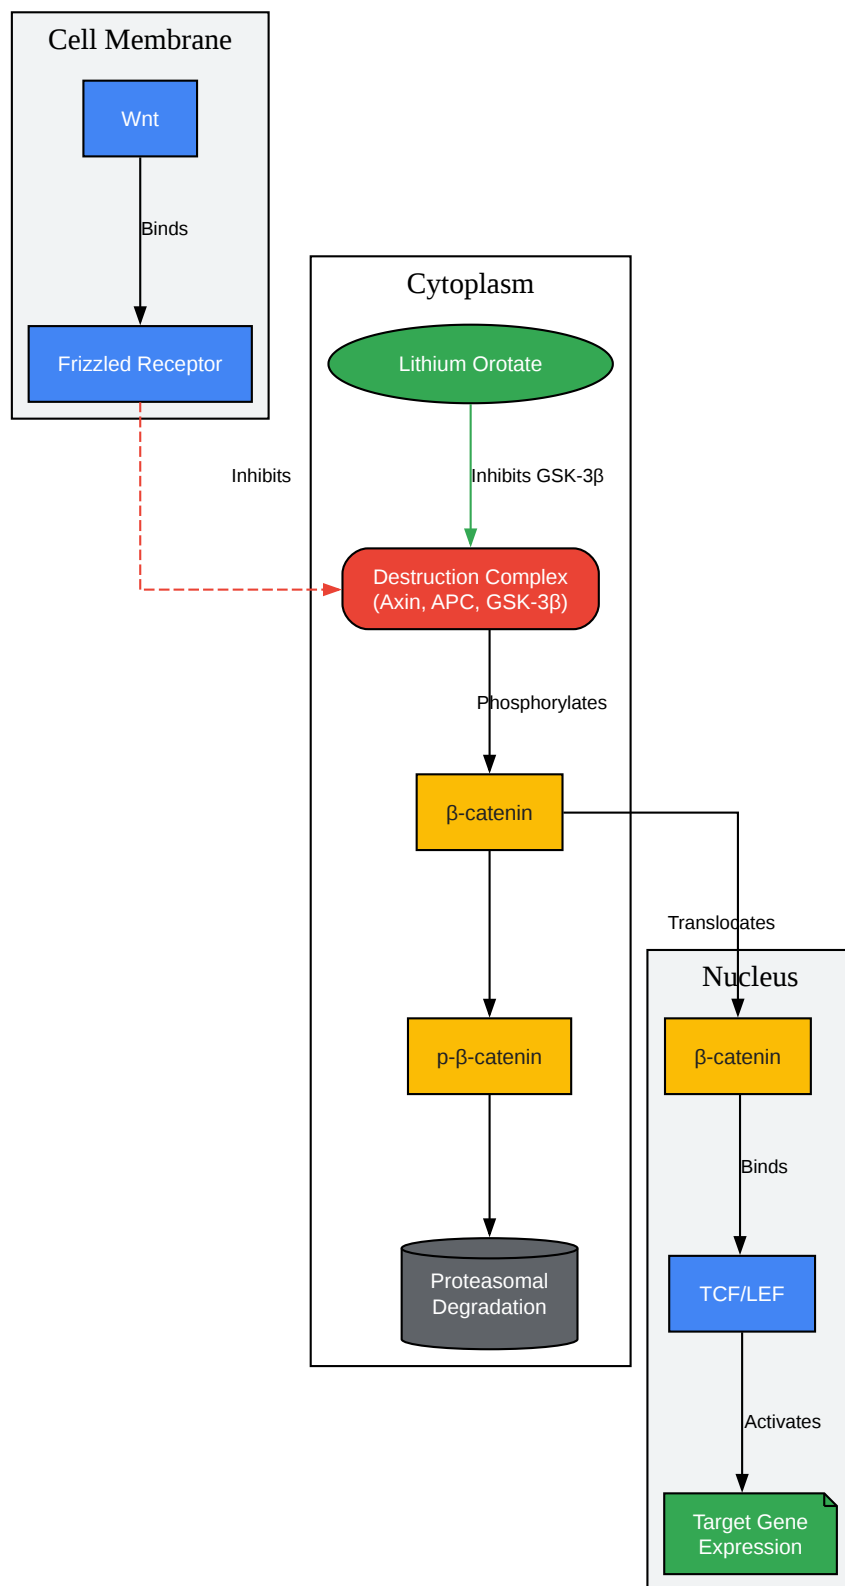 Cell Membrane
Wnt
Binds
Frizzled Receptor
Inhibits
Cytoplasm
Lithium Orotate
Inhibits GSK-3β
Destruction Complex
(Axin, APC, GSK-3β)
Phosphorylates
β-catenin
Translocates
p-β-catenin
Proteasomal
Degradation
Nucleus
β-catenin
Binds
TCF/LEF
Activates
Target Gene
Expression